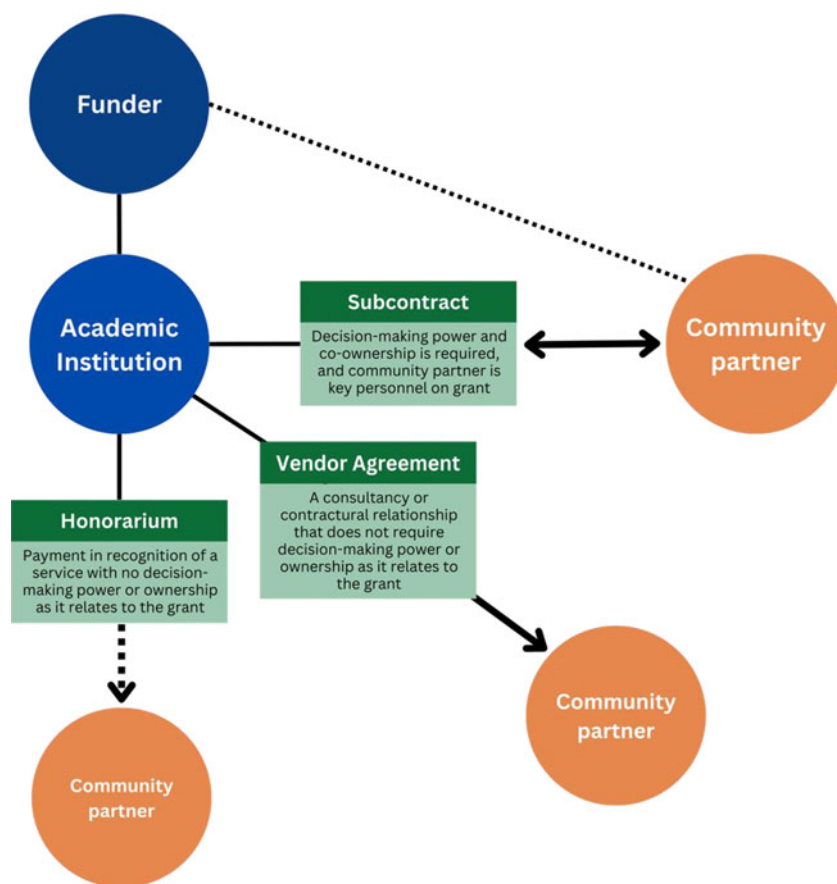 Funder
Academic
Institution
Subcontract
Decision-making power and
co-ownership is required,
and community partner is
key personnel on grant
Community
partner
Vendor Agreement
A consultancy or
contractural relationship
that does not require
decision-making power or
ownership as it relates to
the grant
Honorarium
Payment in recognition of a
service with no decision-
making power or ownership
as it relates to the grant
Community
partner
Community
partner